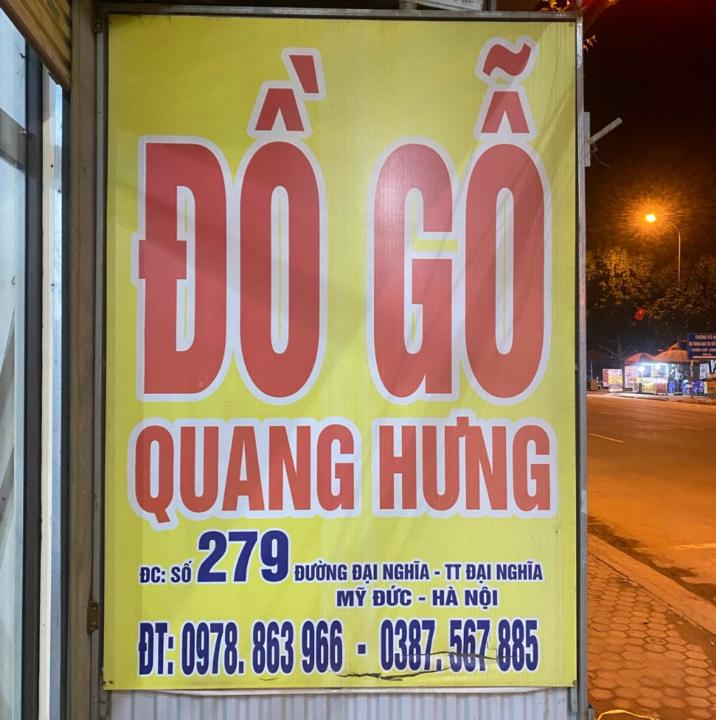 ĐỒ GỖ
QUANG HƯNG
ĐC: SỐ 279 ĐƯỜNG ĐẠI NGHĨA - TT ĐẠI NGHĨA
MỸ ĐỨC - HÀ NỘI
ĐT: 0978. 863 966 - 0387. 567 885